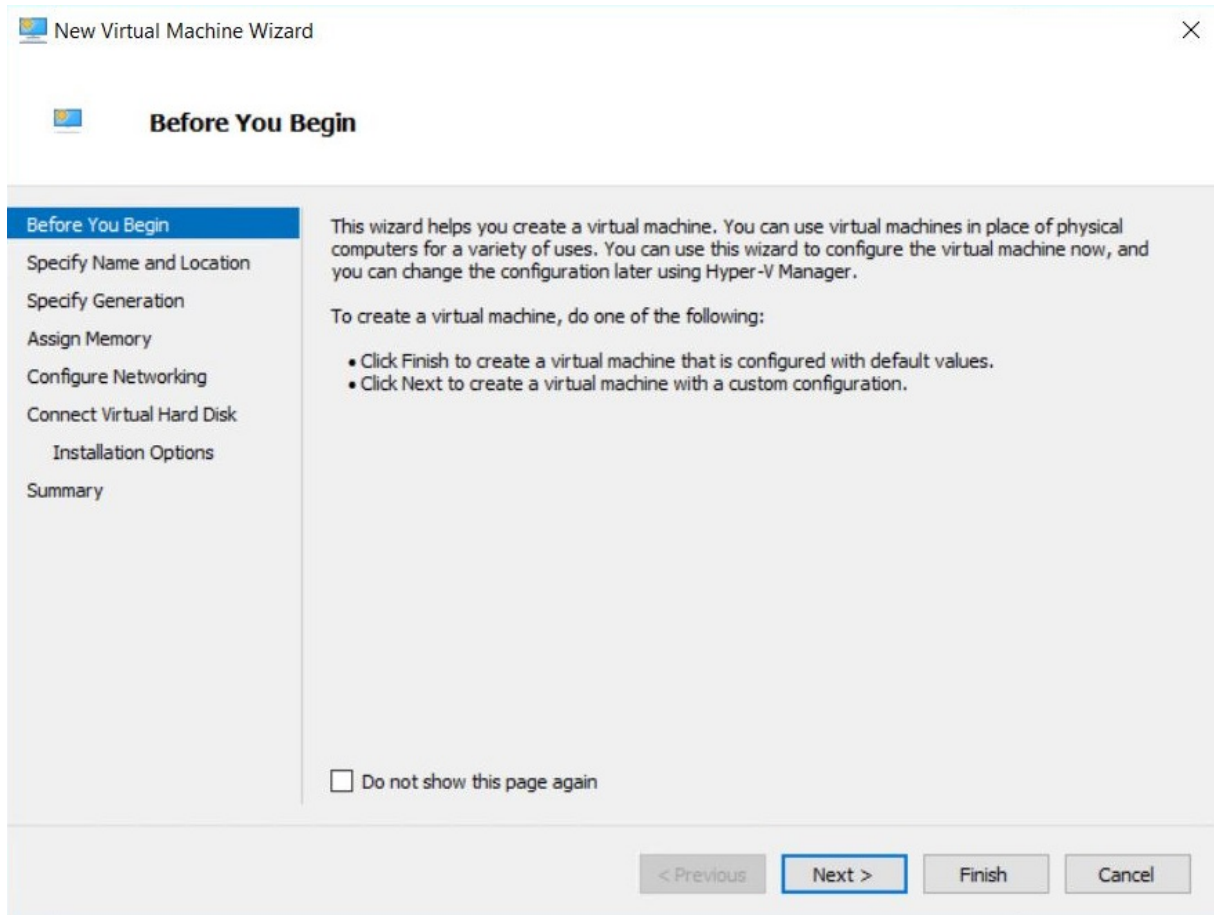 New Virtual Machine Wizard
Before You Begin
Before You Begin
Specify Name and Location
Specify Generation
Assign Memory
Configure Networking
Connect Virtual Hard Disk
Installation Options
Summary
This wizard helps you create a virtual machine. You can use virtual machines in place of physical
computers for a variety of uses. You can use this wizard to configure the virtual machine now, and
you can change the configuration later using Hyper-V Manager.
To create a virtual machine, do one of the following:
• Click Finish to create a virtual machine that is configured with default values.
• Click Next to create a virtual machine with a custom configuration.
Do not show this page again
< Previous
Next >
Finish
Cancel